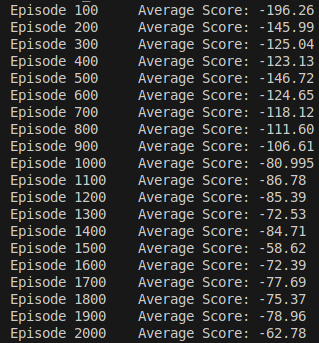 Episode 100 Average Score: -196.26
Episode 200 Average Score: -145.99
Episode 300 Average Score: -125.04
Episode 400 Average Score: -123.13
Episode 500 Average Score: -146.72
Episode 600 Average Score: -124.65
Episode 700 Average Score: -118.12
Episode 800 Average Score: -111.60
Episode 900 Average Score: -106.61
Episode 1000 Average Score: -80.995
Episode 1100 Average Score: -86.78
Episode 1200 Average Score: -85.39
Episode 1300 Average Score: -72.53
Episode 1400 Average Score: -84.71
Episode 1500 Average Score: -58.62
Episode 1600 Average Score: -72.39
Episode 1700 Average Score: -77.69
Episode 1800 Average Score: -75.37
Episode 1900 Average Score: -78.96
Episode 2000 Average Score: -62.78